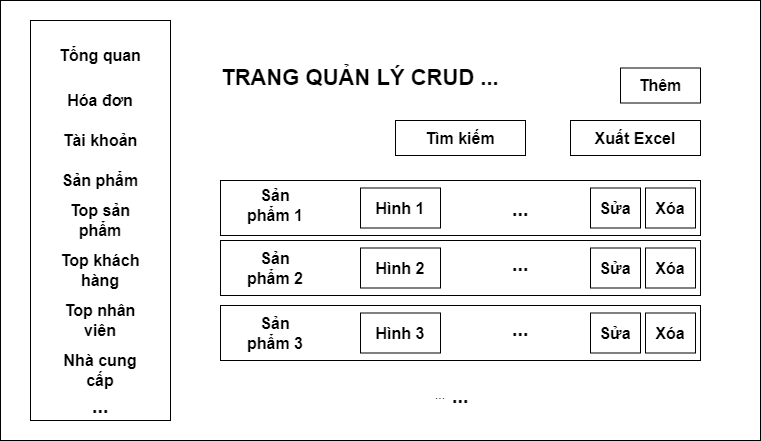 Tổng quan
Hóa đơn
Tài khoản
Sản phẩm
Top sản
phẩm
Top khách
hàng
Top nhân
viên
Nhà cung
cấp
...
TRANG QUẢN LÝ CRUD ...
Thêm
Tìm kiếm
Xuất Excel
Sản
phẩm 1
Hình 1
...
Sửa
Xóa
Sản
phẩm 2
Hình 2
...
Sửa
Xóa
Sản
phẩm 3
Hình 3
...
Sửa
Xóa
... ...